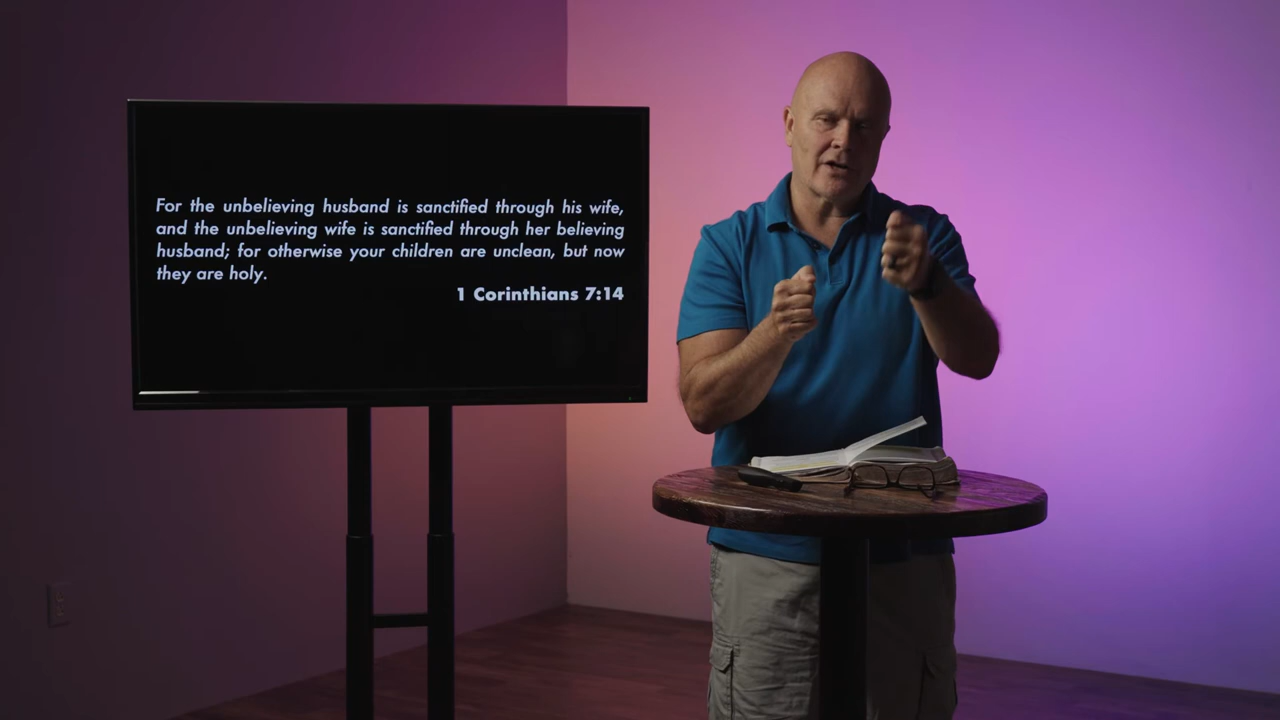 For the unbelieving husband is sanctified through his wife,
and the unbelieving wife is sanctified through her believing
husband; for otherwise your children are unclean, but now
they are holy.
1 Corinthians 7:14